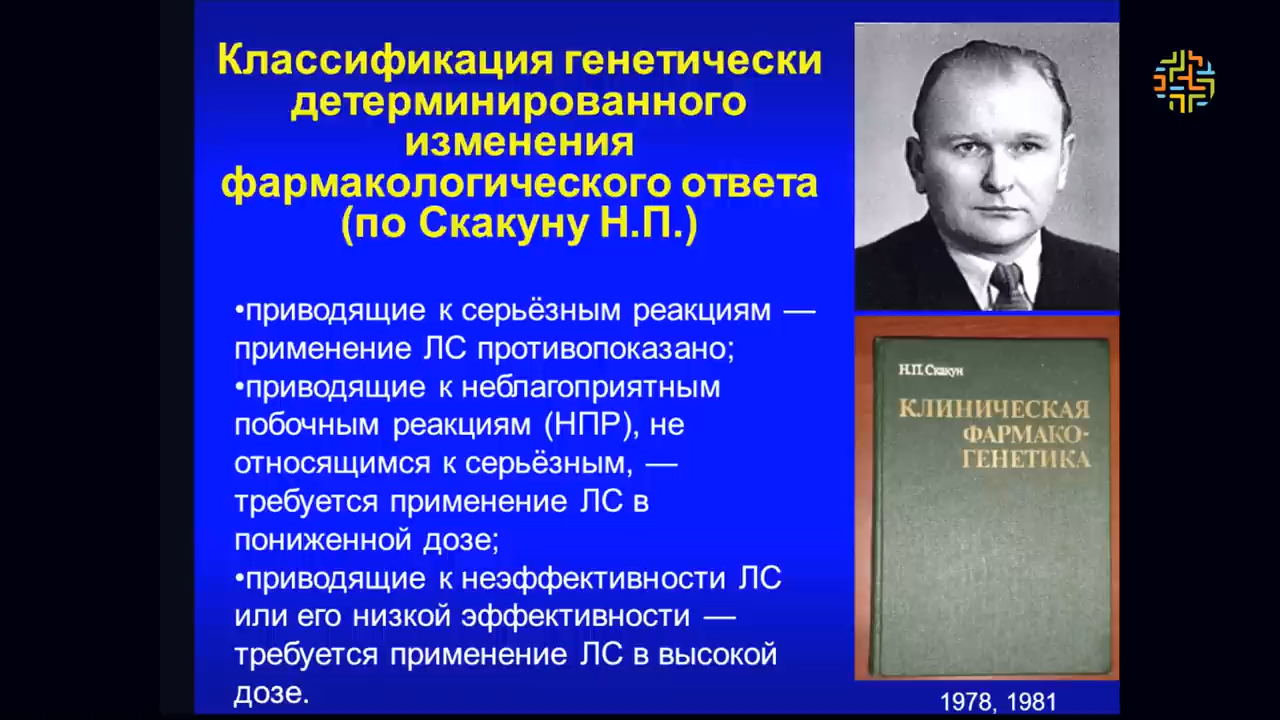 Классификация генетически
детерминированного
изменения
фармакологического ответа
(по Скакуну Н.П.)
•приводящие к серьёзным реакциям —
применение ЛС противопоказано;
•приводящие к неблагоприятным
побочным реакциям (НПР), не
относящимся к серьёзным, —
требуется применение ЛС в
пониженной дозе;
•приводящие к неэффективности ЛС
или его низкой эффективности —
требуется применение ЛС в высокой
дозе.
Н.П. Скакун
КЛИНИЧЕСКАЯ
ФАРМАКО-
ГЕНЕТИКА
1978, 1981